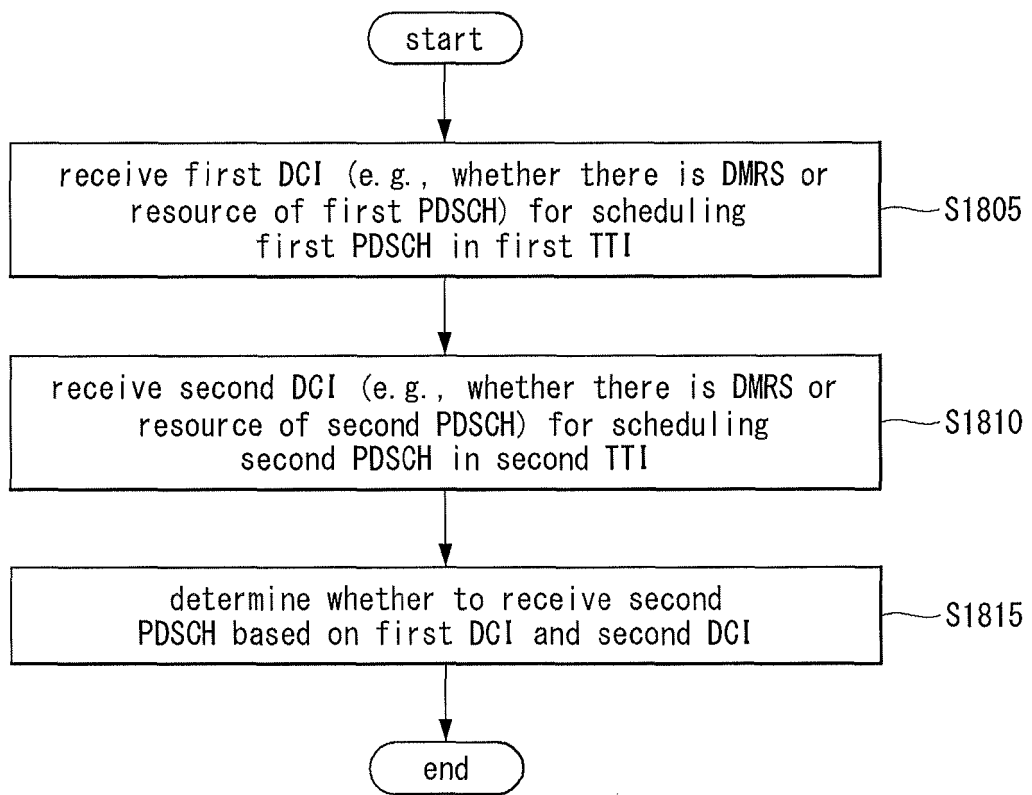 start
receive first DCI (e.g., whether there is DMRS or
resource of first PDSCH) for scheduling
first PDSCH in first TTI
S1805
receive second DCI (e.g., whether there is DMRS or
resource of second PDSCH) for scheduling
second PDSCH in second TTI
S1810
determine whether to receive second
PDSCH based on first DCI and second DCI
S1815
end